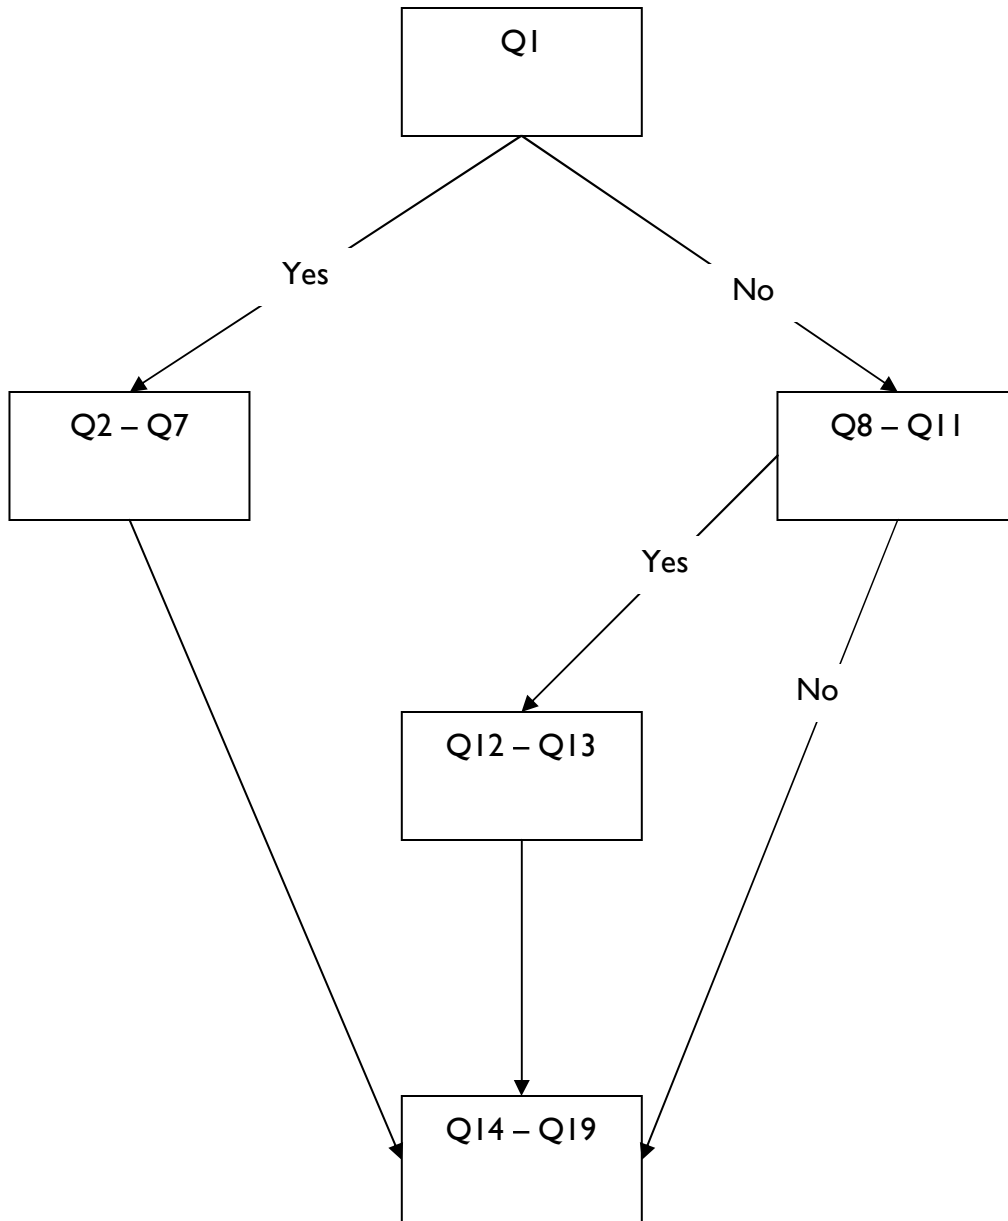 Q1
Yes
No
Q2 – Q7
Q8 – Q11
Yes
No
Q12 – Q13
Q14 – Q19